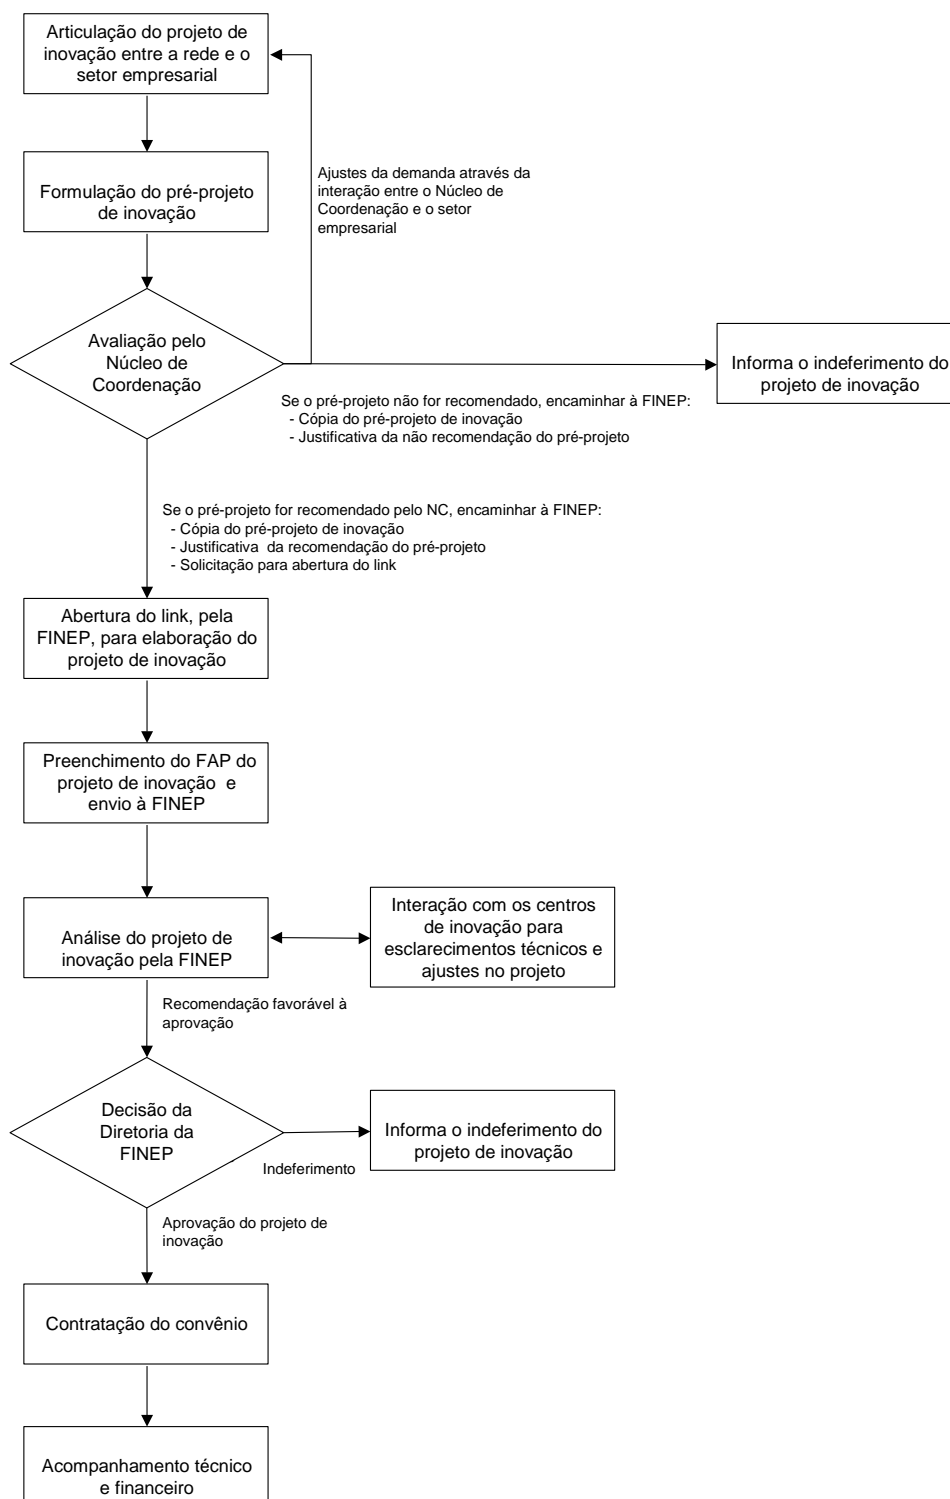 Articulação do projeto de
inovação entre a rede e o
setor empresarial
Formulação do pré-projeto
de inovação
Ajustes da demanda através da
interação entre o Núcleo de
Coordenação e o setor
empresarial
Avaliação pelo
Núcleo de
Coordenação
Informa o indeferimento do
projeto de inovação
Se o pré-projeto não for recomendado, encaminhar à FINEP:
- Cópia do pré-projeto de inovação
- Justificativa da não recomendação do pré-projeto
Se o pré-projeto for recomendado pelo NC, encaminhar à FINEP:
- Cópia do pré-projeto de inovação
- Justificativa da recomendação do pré-projeto
- Solicitação para abertura do link
Abertura do link, pela
FINEP, para elaboração do
projeto de inovação
Preenchimento do FAP do
projeto de inovação e
envio à FINEP
Análise do projeto de
inovação pela FINEP
Interação com os centros
de inovação para
esclarecimentos técnicos e
ajustes no projeto
Recomendação favorável à
aprovação
Decisão da
Diretoria da
FINEP
Indeferimento
Informa o indeferimento do
projeto de inovação
Aprovação do projeto de
inovação
Contratação do convênio
Acompanhamento técnico
e financeiro